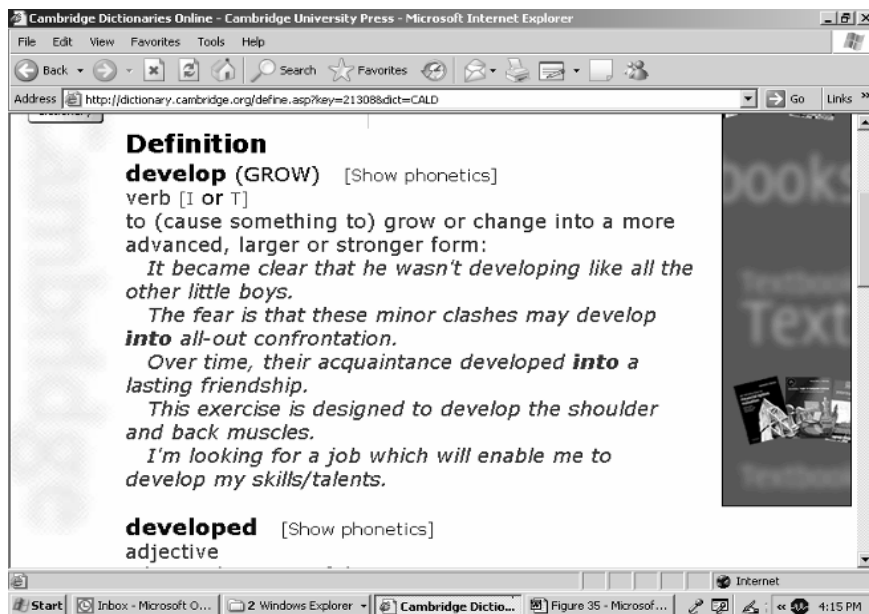 Cambridge Dictionaries Online - Cambridge University Press - Microsoft Internet Explorer
File Edit View Favorites Tools Help
Back Search Favorites
Address http://dictionary.cambridge.org/define.asp?key=21308&dict=CALD Go Links »
dictionary
Definition
develop (GROW) [Show phonetics]
verb [I or T]
to (cause something to) grow or change into a more
advanced, larger or stronger form:
It became clear that he wasn't developing like all the
other little boys.
The fear is that these minor clashes may develop
into all-out confrontation.
Over time, their acquaintance developed into a
lasting friendship.
This exercise is designed to develop the shoulder
and back muscles.
I'm looking for a job which will enable me to
develop my skills/talents.
developed [Show phonetics]
adjective
Cambridge
books
Textbook
Text
Textbook
Internet
Start Inbox - Microsoft O... 2 Windows Explorer Cambridge Dictio... Figure 35 - Microsof... « 4:15 PM